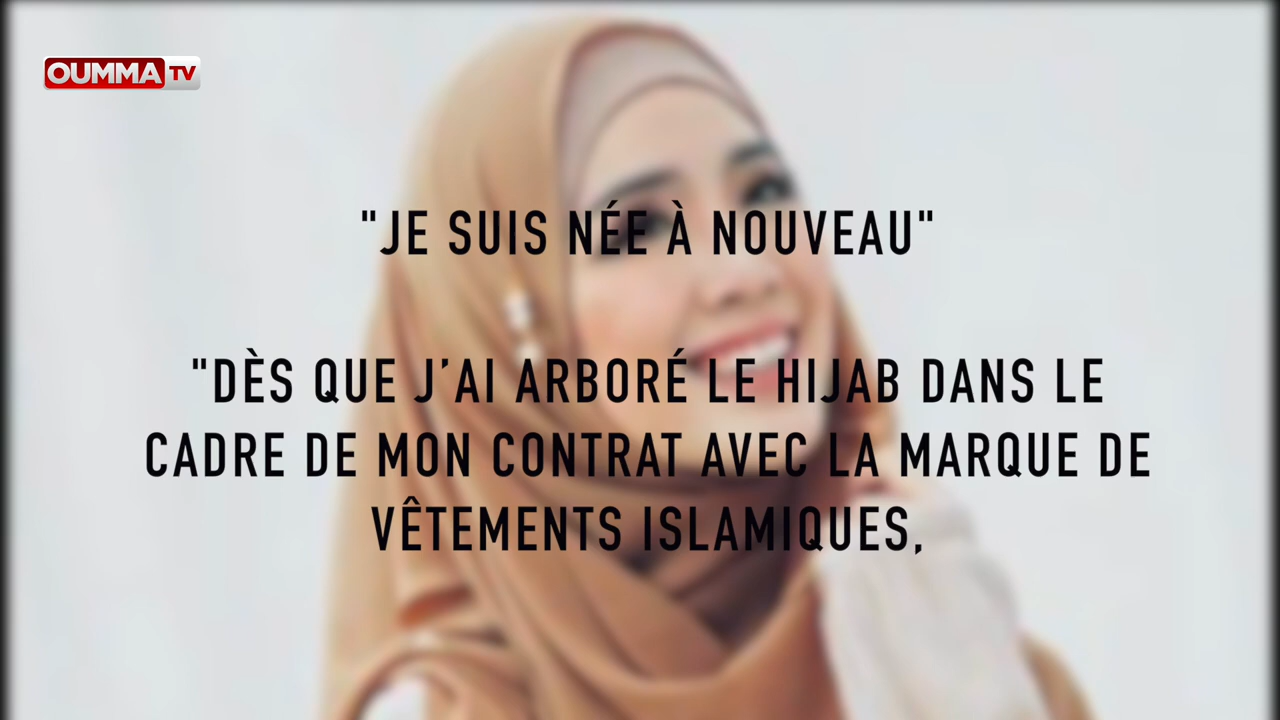 OUMMA TV
"JE SUIS NÉE À NOUVEAU"
"DÈS QUE J’AI ARBORÉ LE HIJAB DANS LE
CADRE DE MON CONTRAT AVEC LA MARQUE DE
VÊTEMENTS ISLAMIQUES,